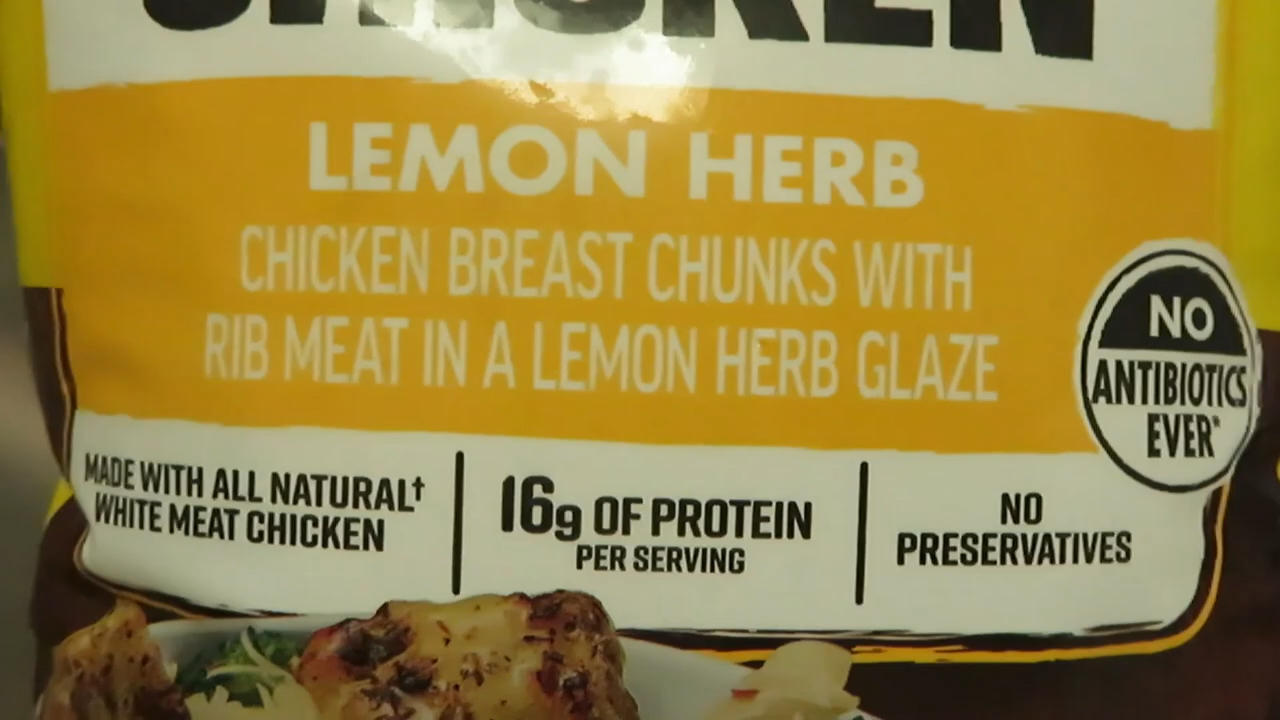 CHICKEN
LEMON HERB
CHICKEN BREAST CHUNKS WITH
RIB MEAT IN A LEMON HERB GLAZE
NO
ANTIBIOTICS
EVER*
MADE WITH ALL NATURAL†
WHITE MEAT CHICKEN
16g OF PROTEIN
PER SERVING
NO
PRESERVATIVES